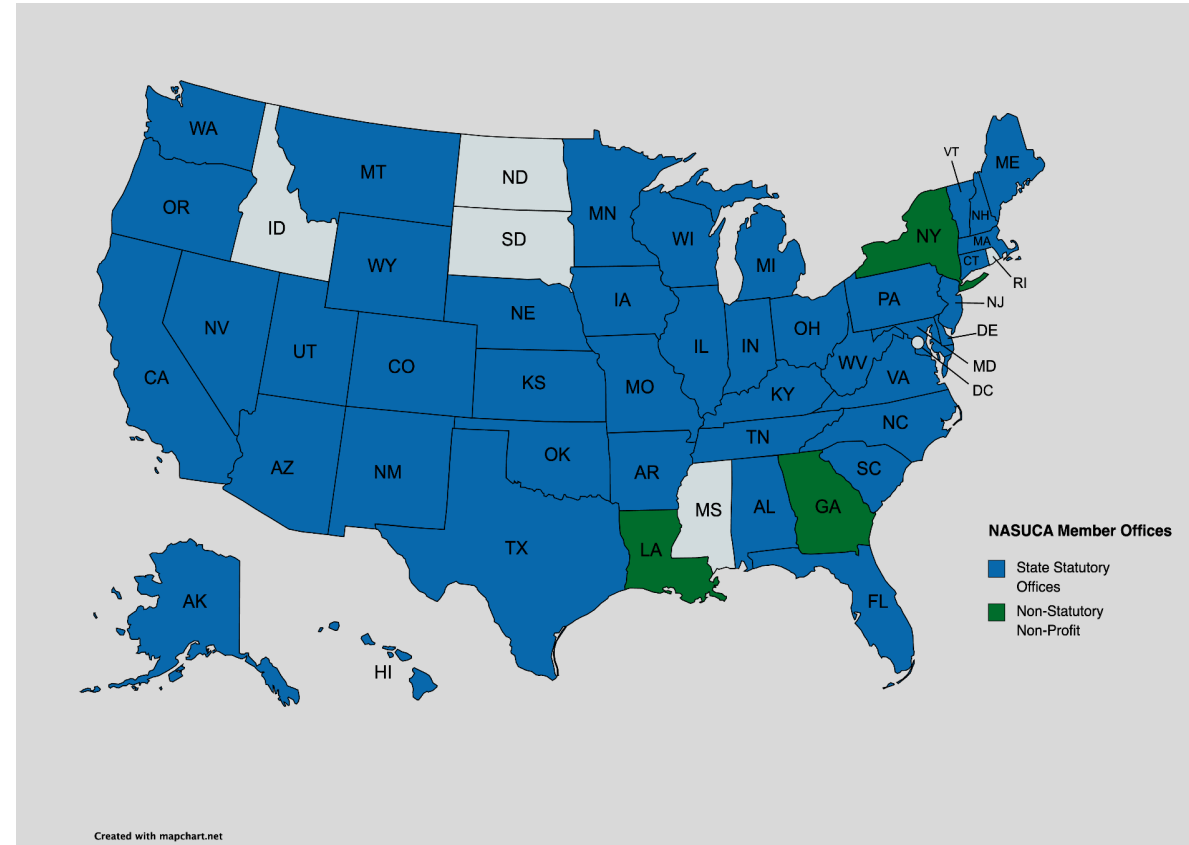 WA
MT
ND
MN
OR
ID
SD
WI
MI
VT
ME
NH
NY
MA
CT
RI
WY
NE
IA
PA
NJ
NV
UT
CO
IL
IN
OH
DE
MD
DC
CA
KS
MO
WV
VA
KY
AZ
NM
OK
AR
TN
NC
SC
TX
LA
MS
AL
GA
FL
AK
HI
NASUCA Member Offices
State Statutory
Offices
Non-Statutory
Non-Profit
Created with mapchart.net